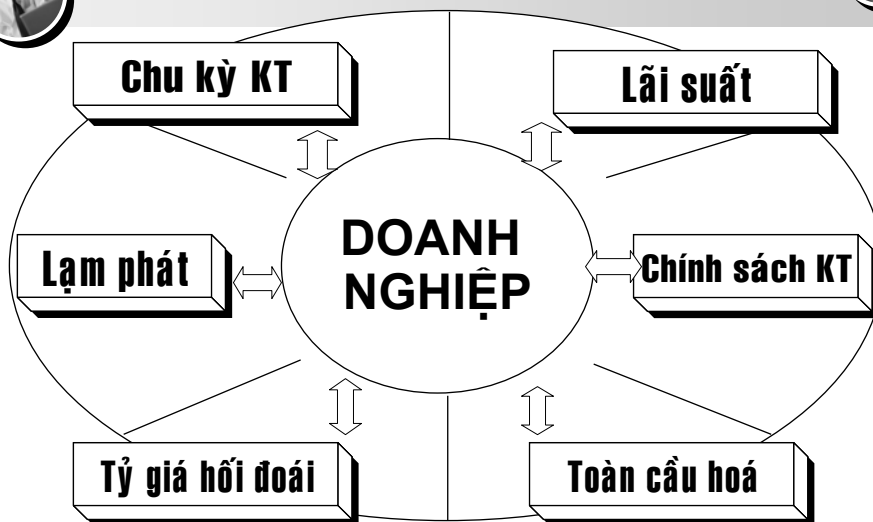 Chu kỳ KT
Lãi suất
DOANH
NGHIỆP
Lạm phát
Chính sách KT
Tỷ giá hối đoái
Toàn cầu hoá